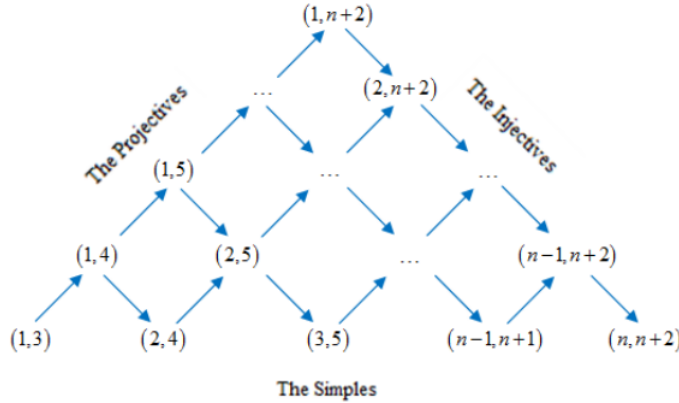 (1,n+2)
… (2,n+2)
The Projectives
The Injectives
(1,5) … …
(1,4) (2,5) … (n−1,n+2)
(1,3) (2,4) (3,5) (n−1,n+1) (n,n+2)
The Simples